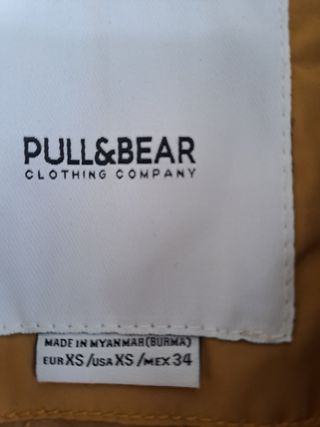 PULL&BEAR
CLOTHING COMPANY
MADE IN MYANMAR(BURMA)
EUR XS /USA XS /MEX 34